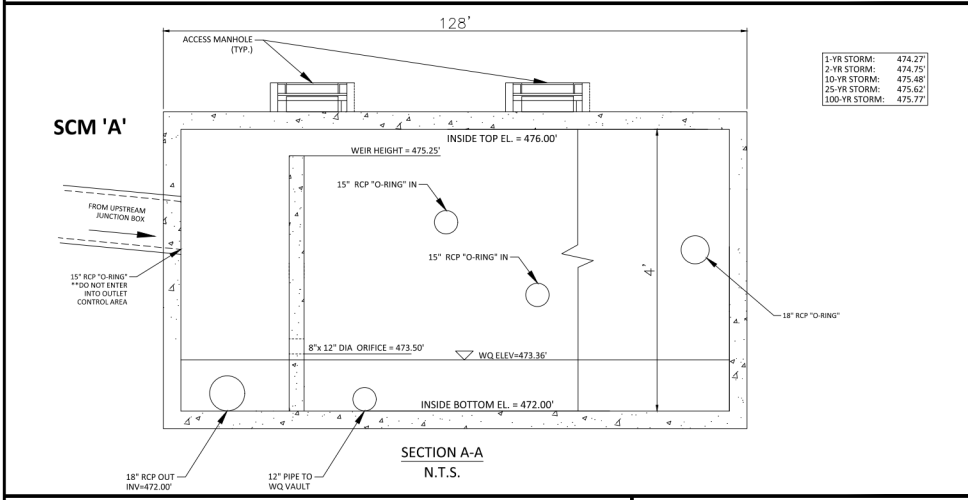 128'
ACCESS MANHOLE
(TYP.)
1-YR STORM: 474.27'
2-YR STORM: 474.75'
10-YR STORM: 475.48'
25-YR STORM: 475.62'
100-YR STORM: 475.77'
SCM 'A'
INSIDE TOP EL. = 476.00'
WEIR HEIGHT = 475.25'
15" RCP "O-RING" IN
FROM UPSTREAM
JUNCTION BOX
15" RCP "O-RING" IN
4'
15" RCP "O-RING"
**DO NOT ENTER
INTO OUTLET
CONTROL AREA
18" RCP "O-RING"
8"x 12" DIA ORIFICE = 473.50'
WQ ELEV=473.36'
INSIDE BOTTOM EL. = 472.00'
SECTION A-A
N.T.S.
18" RCP OUT
INV=472.00'
12" PIPE TO
WQ VAULT